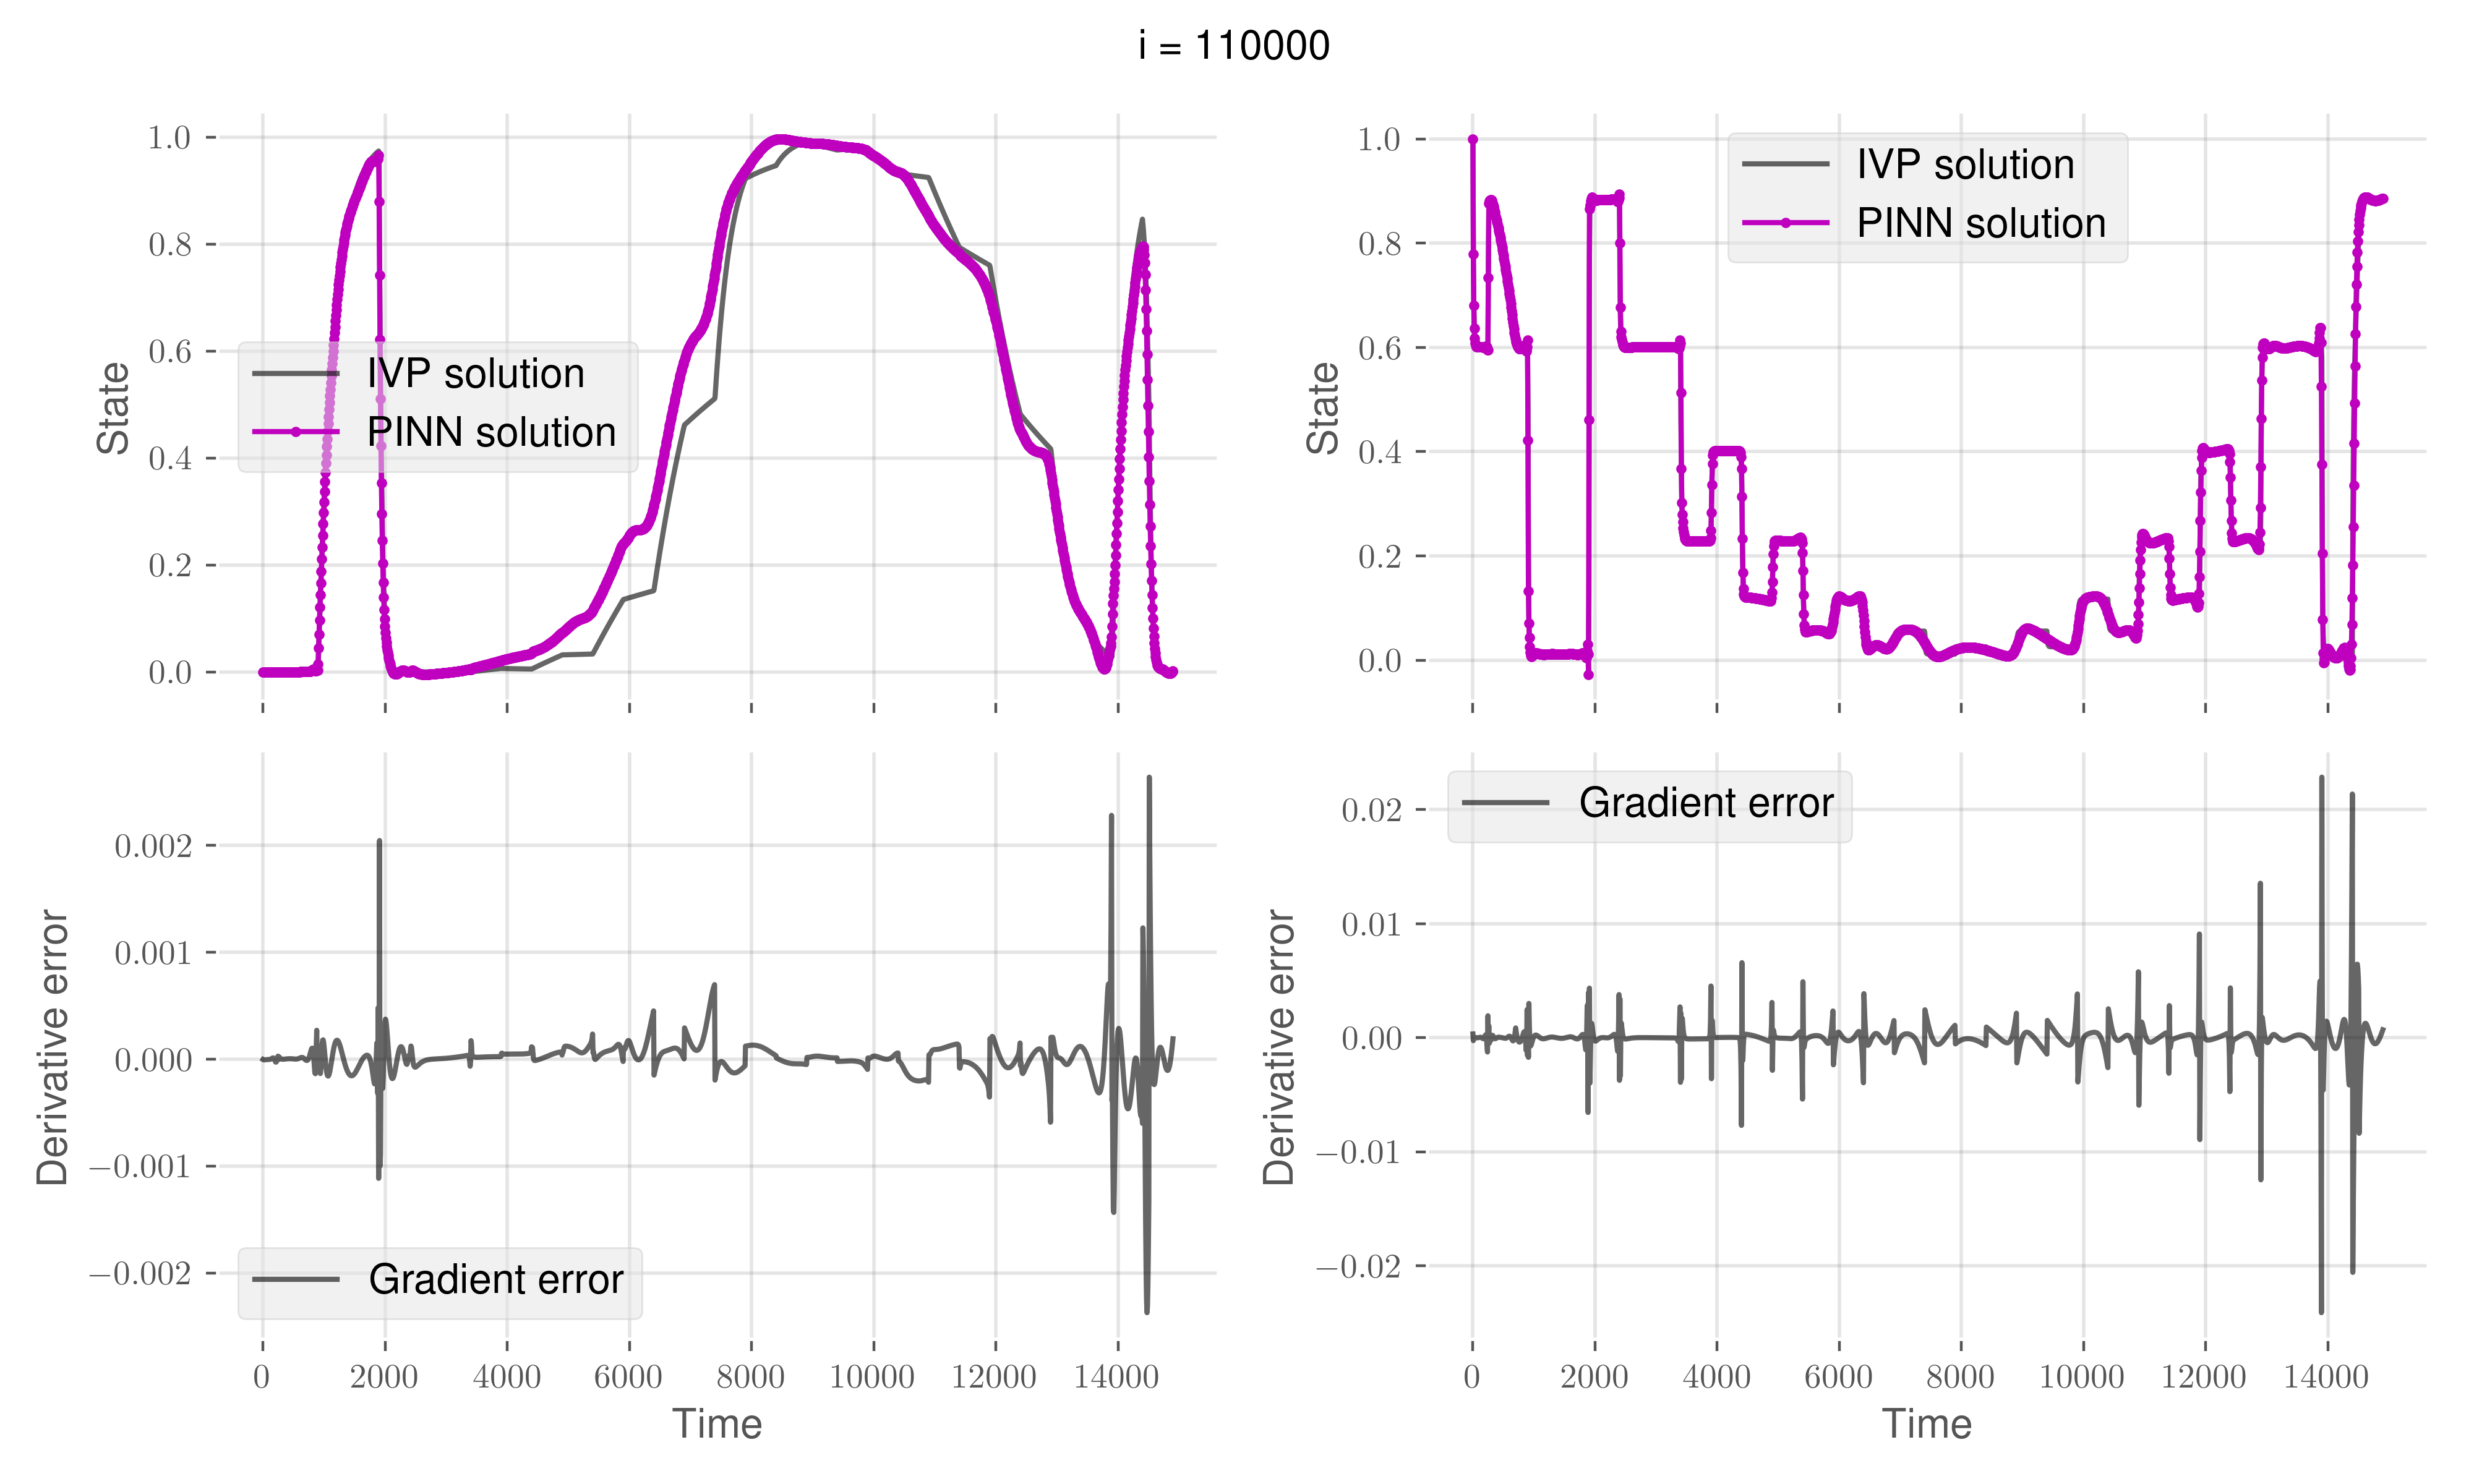 i = 110000
1.0
0.8
0.6
0.4
0.2
0.0
State
IVP solution
PINN solution
1.0
0.8
0.6
0.4
0.2
0.0
State
IVP solution
PINN solution
0.002
0.001
0.000
−0.001
−0.002
Derivative error
Gradient error
0 2000 4000 6000 8000 10000 12000 14000
Time
0.02
0.01
0.00
−0.01
−0.02
Derivative error
Gradient error
0 2000 4000 6000 8000 10000 12000 14000
Time